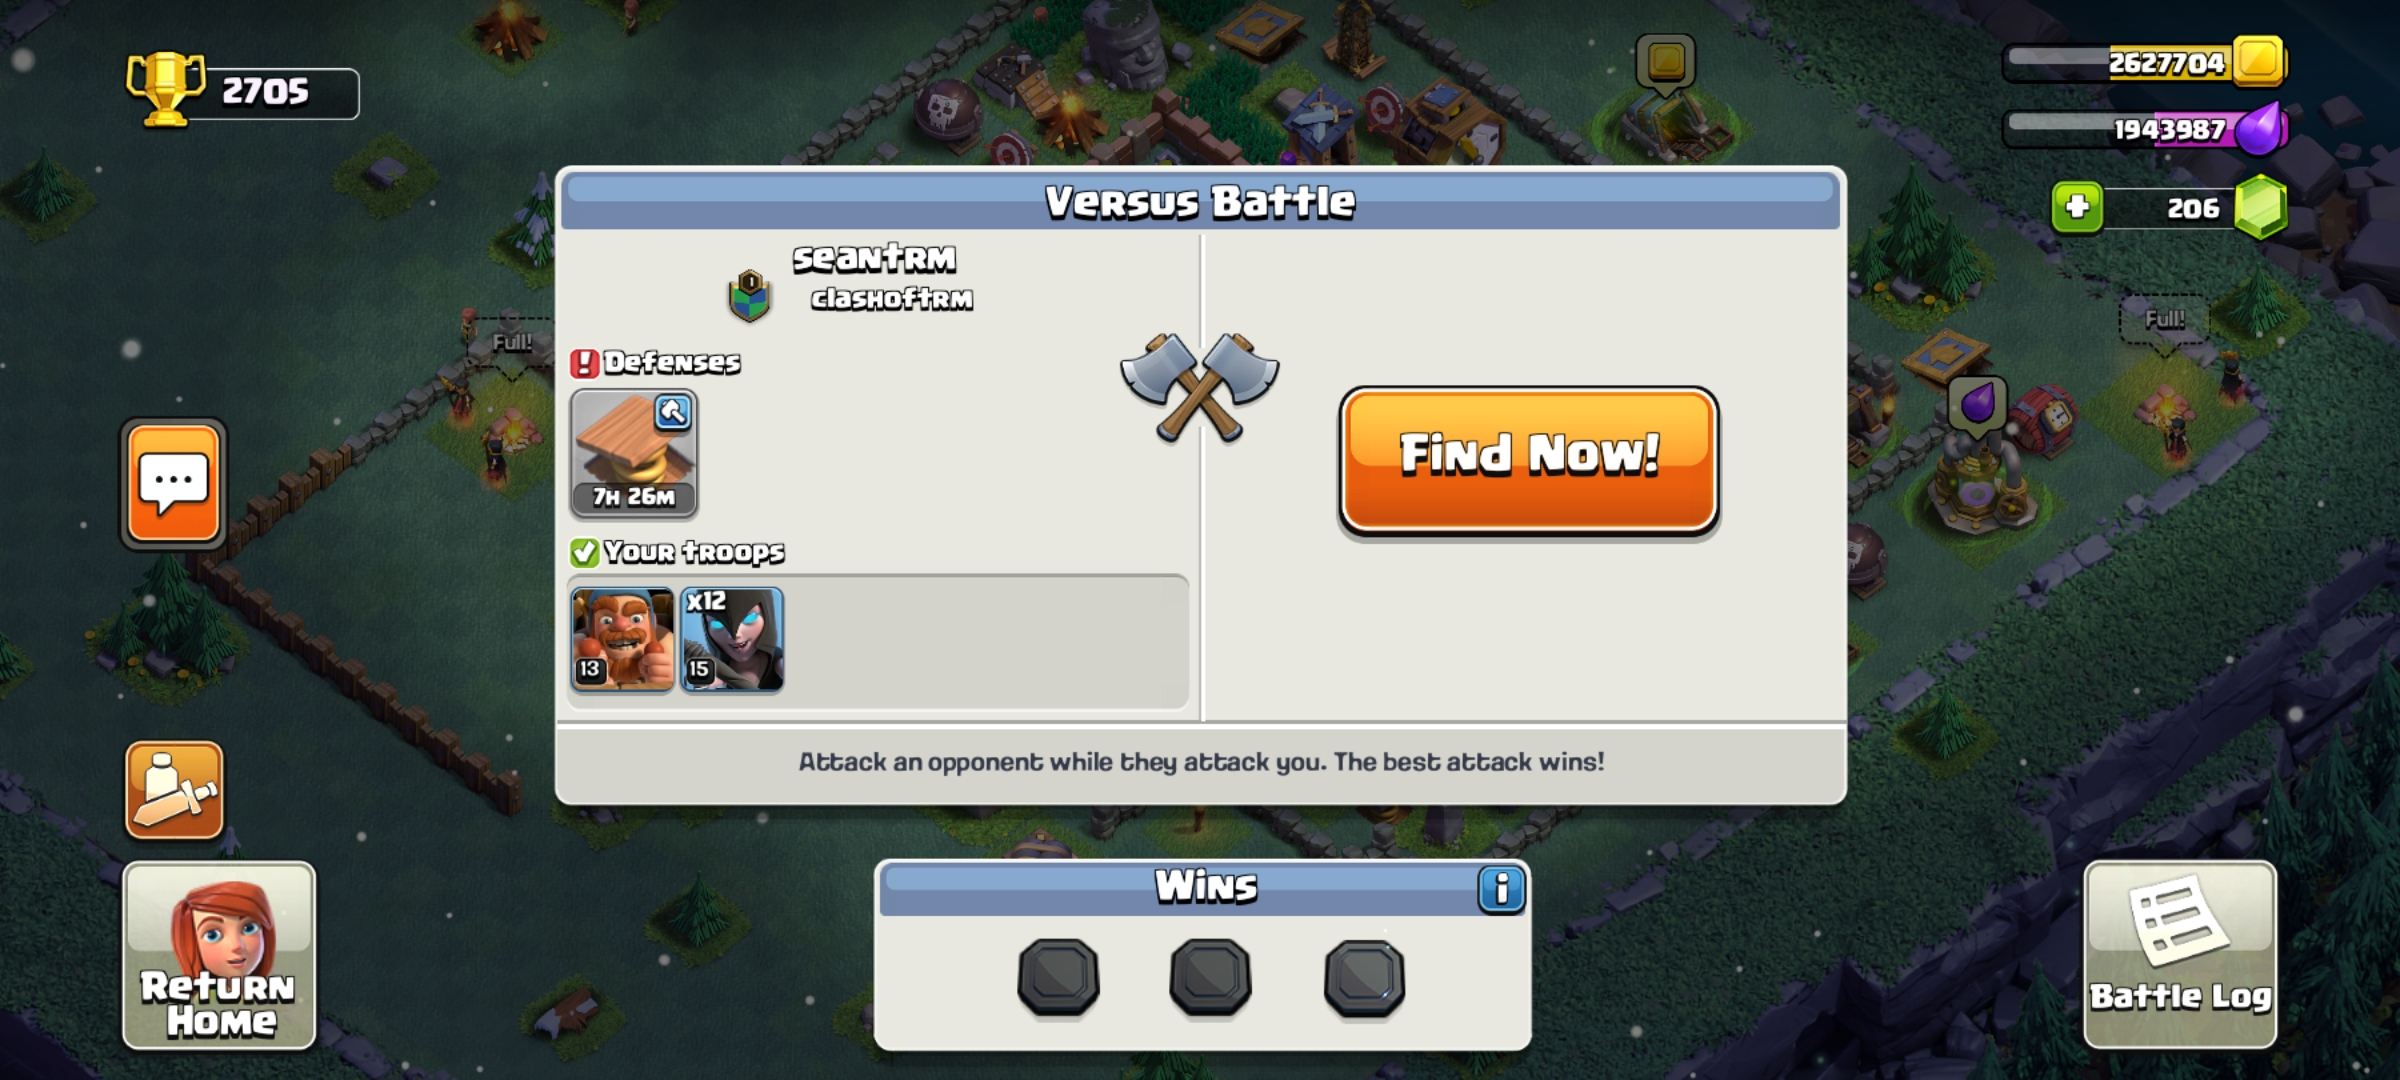 2705
2627704
1943987
206
Versus Battle
seantrm
1
clashoftrm
Full!
Full!
! Defenses
7H 26M
Find Now!
Your troops
x12
13
15
Attack an opponent while they attack you. The best attack wins!
Wins
i
Return
Home
Battle Log